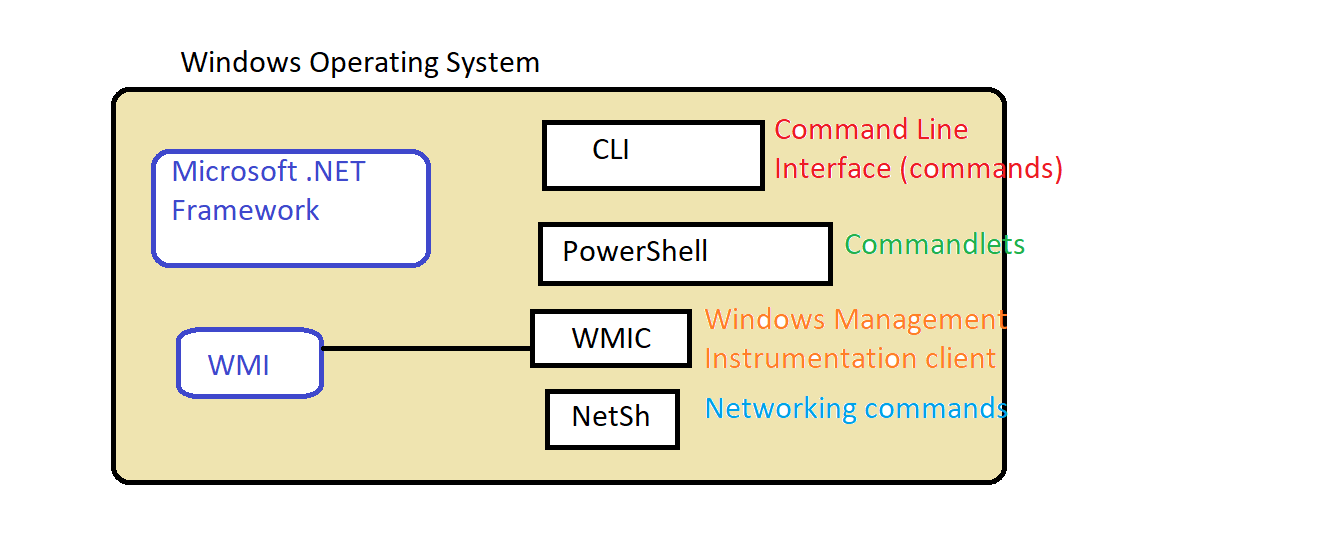 Windows Operating System
CLI
Command Line
Interface (commands)
Microsoft .NET
Framework
PowerShell
Commandlets
WMI
WMIC
Windows Management
Instrumentation client
NetSh
Networking commands